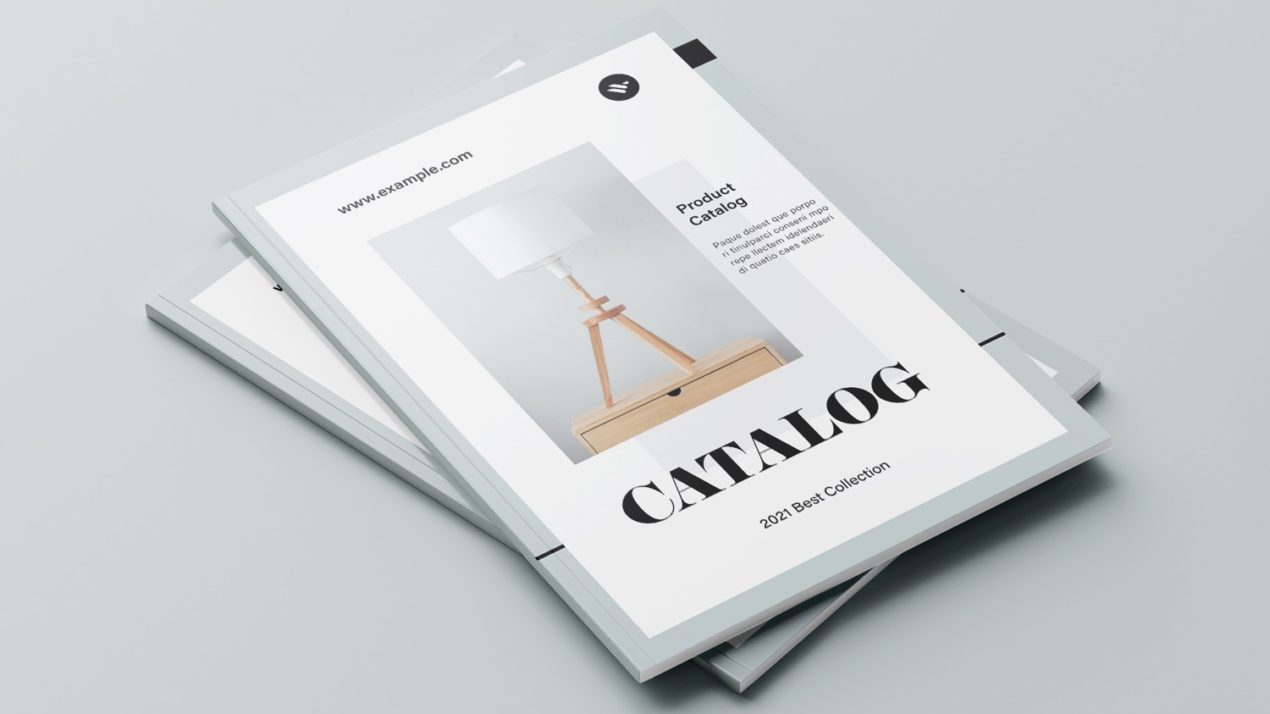 www.example.com
Product
Catalog
Paque dolest que porpo
ri tinulparci conseni mpo
repe llectem idelendaeri
di quatio caes sitiis.
CATALOG
2021 Best Collection